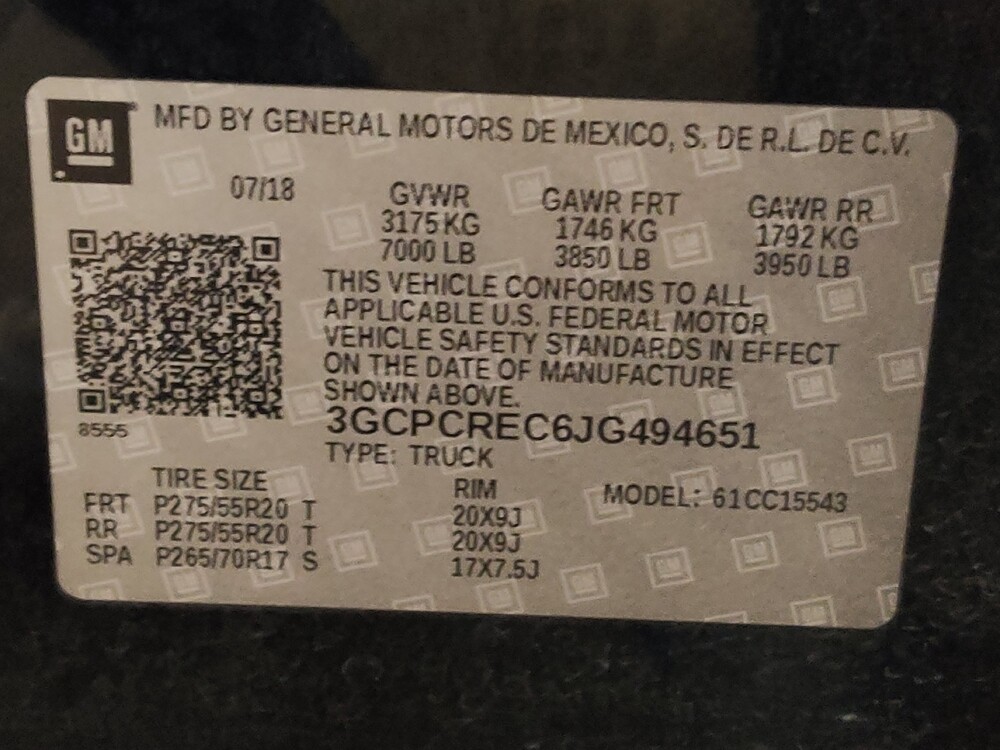 GM MFD BY GENERAL MOTORS DE MEXICO, S. DE R.L. DE C.V.
07/18 GVWR GAWR FRT GAWR RR
3175 KG 1746 KG 1792 KG
7000 LB 3850 LB 3950 LB
THIS VEHICLE CONFORMS TO ALL
APPLICABLE U.S. FEDERAL MOTOR
VEHICLE SAFETY STANDARDS IN EFFECT
ON THE DATE OF MANUFACTURE
SHOWN ABOVE.
8555 3GCPCREC6JG494651
TYPE: TRUCK
TIRE SIZE RIM MODEL: 61CC15543
FRT P275/55R20 T 20X9J
RR P275/55R20 T 20X9J
SPA P265/70R17 S 17X7.5J